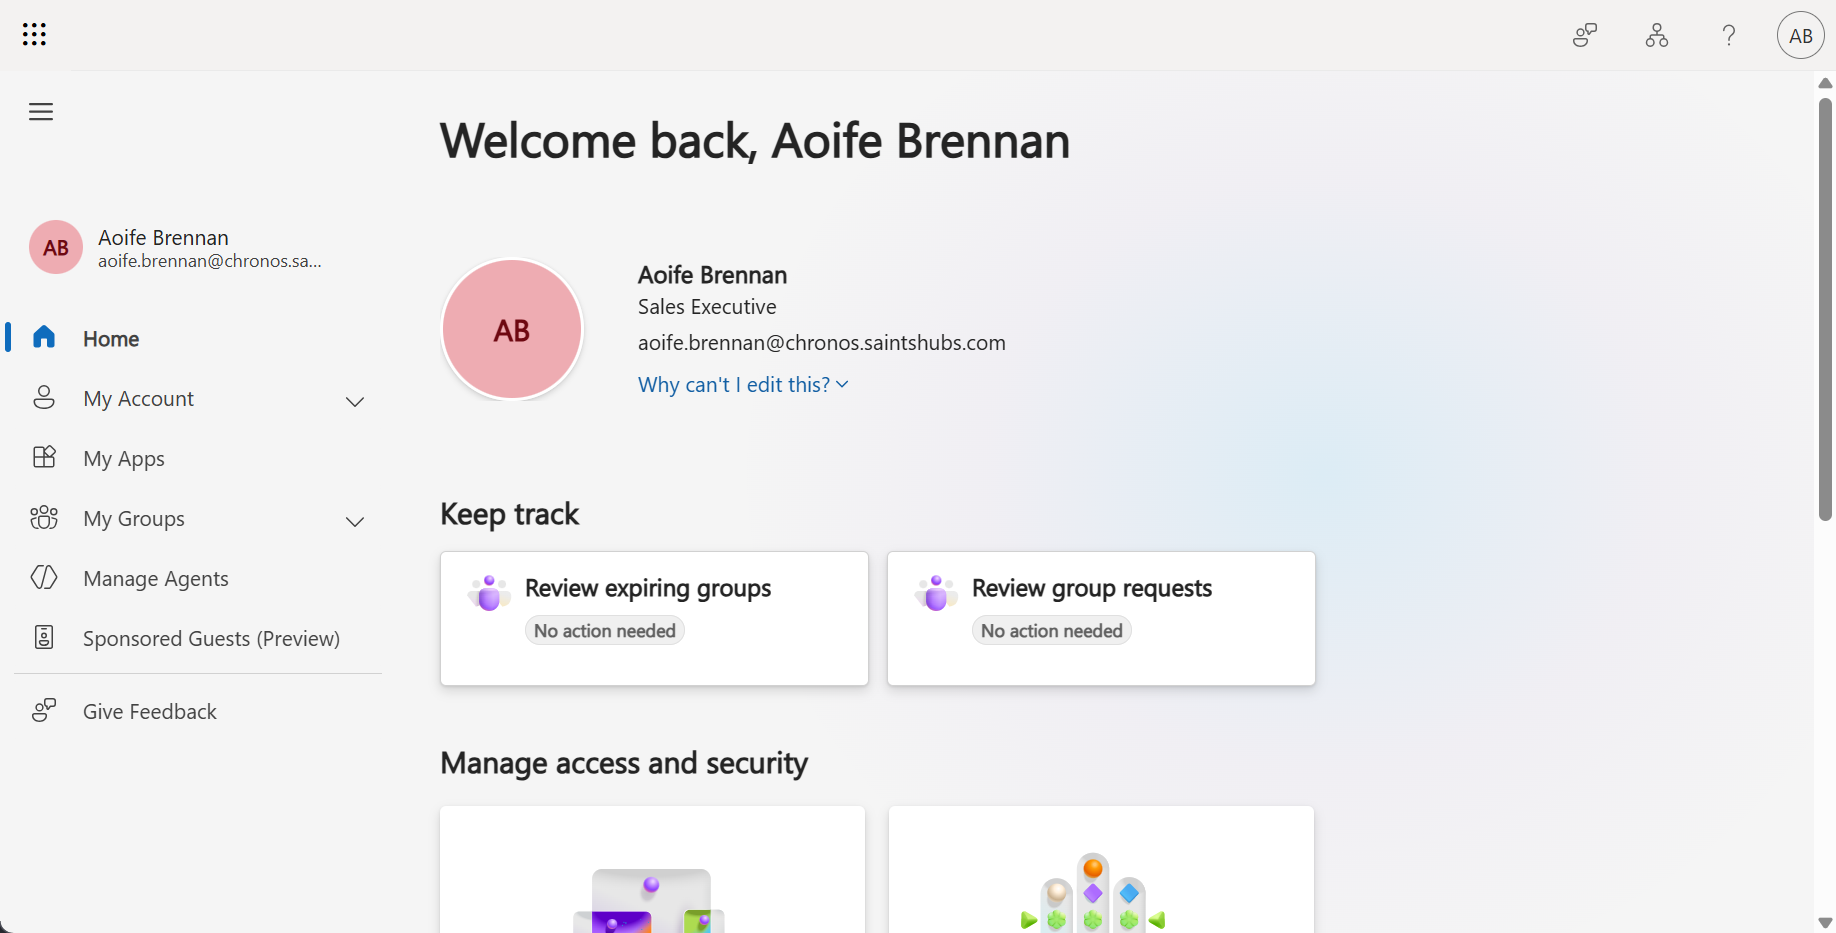 AB
Welcome back, Aoife Brennan
AB
Aoife Brennan
aoife.brennan@chronos.sa...
Home
My Account
My Apps
My Groups
Manage Agents
Sponsored Guests (Preview)
Give Feedback
AB
Aoife Brennan
Sales Executive
aoife.brennan@chronos.saintshubs.com
Why can't I edit this?
Keep track
Review expiring groups
No action needed
Review group requests
No action needed
Manage access and security